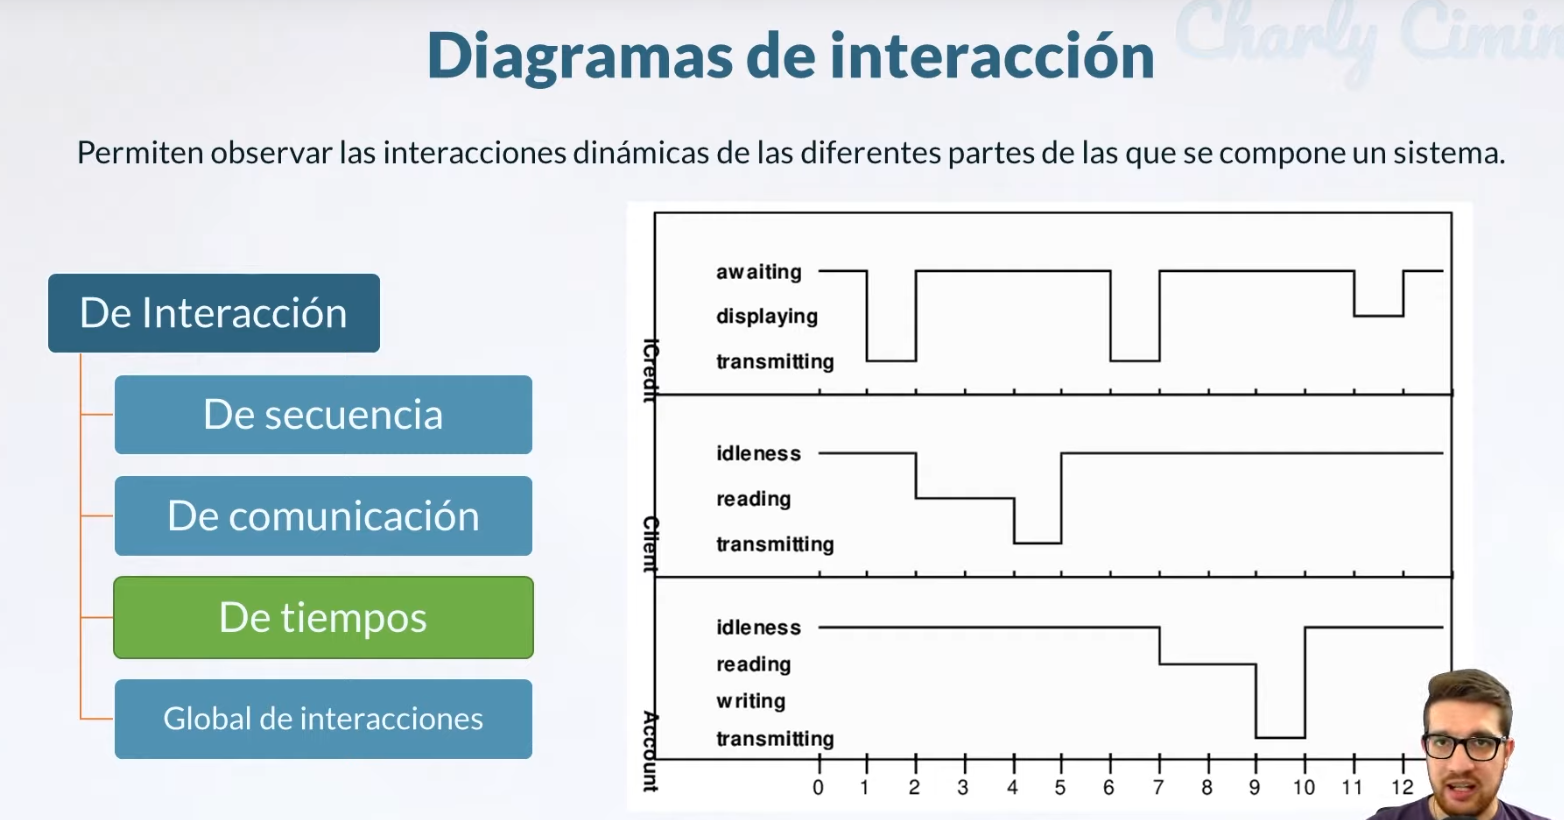 Charly Cimin
Diagramas de interacción
Permiten observar las interacciones dinámicas de las diferentes partes de las que se compone un sistema.
De Interacción
De secuencia
De comunicación
De tiempos
Global de interacciones
ICredit
awaiting
displaying
transmitting
Client
idleness
reading
transmitting
Account
idleness
reading
writing
transmitting
0 1 2 3 4 5 6 7 8 9 10 11 12